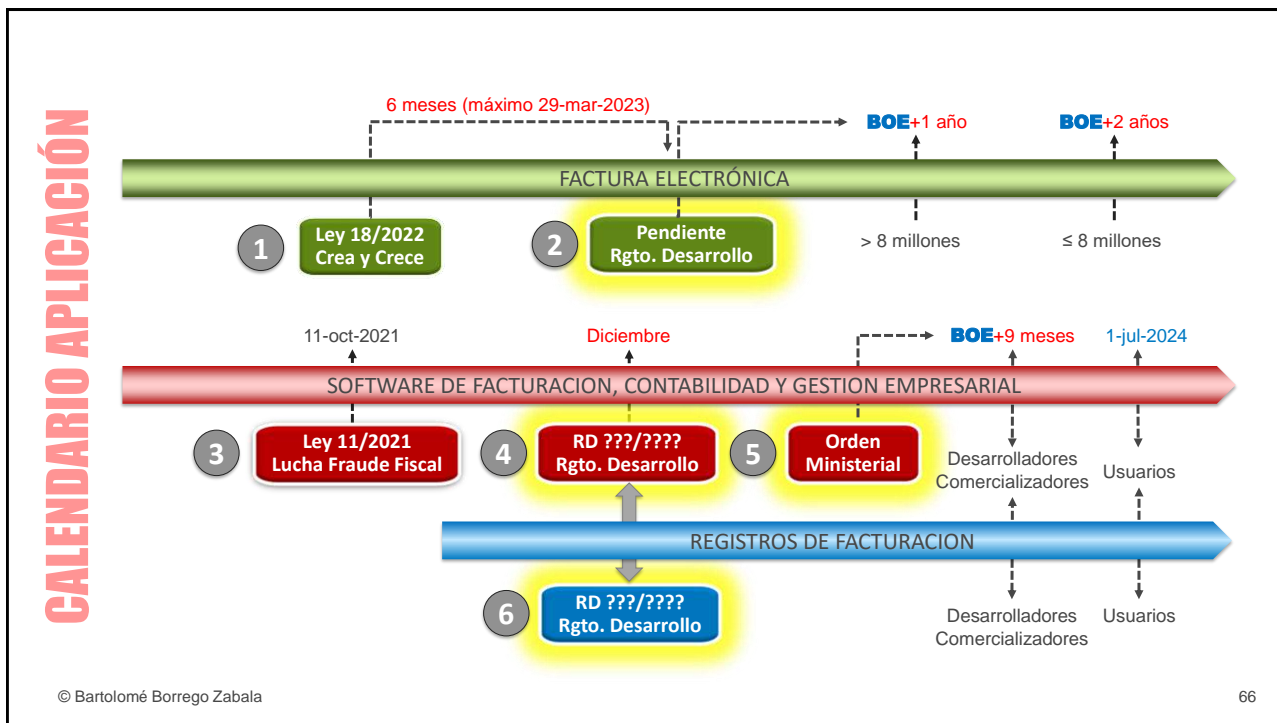 CALENDARIO APLICACIÓN
6 meses (máximo 29-mar-2023)
BOE+1 año
BOE+2 años
FACTURA ELECTRÓNICA
1
Ley 18/2022
Crea y Crece
2
Pendiente
Rgto. Desarrollo
> 8 millones
≤ 8 millones
11-oct-2021
Diciembre
BOE+9 meses
1-jul-2024
SOFTWARE DE FACTURACION, CONTABILIDAD Y GESTION EMPRESARIAL
3
Ley 11/2021
Lucha Fraude Fiscal
4
RD ???/????
Rgto. Desarrollo
5
Orden
Ministerial
Desarrolladores
Comercializadores
Usuarios
REGISTROS DE FACTURACION
6
RD ???/????
Rgto. Desarrollo
Desarrolladores
Comercializadores
Usuarios
© Bartolomé Borrego Zabala
66